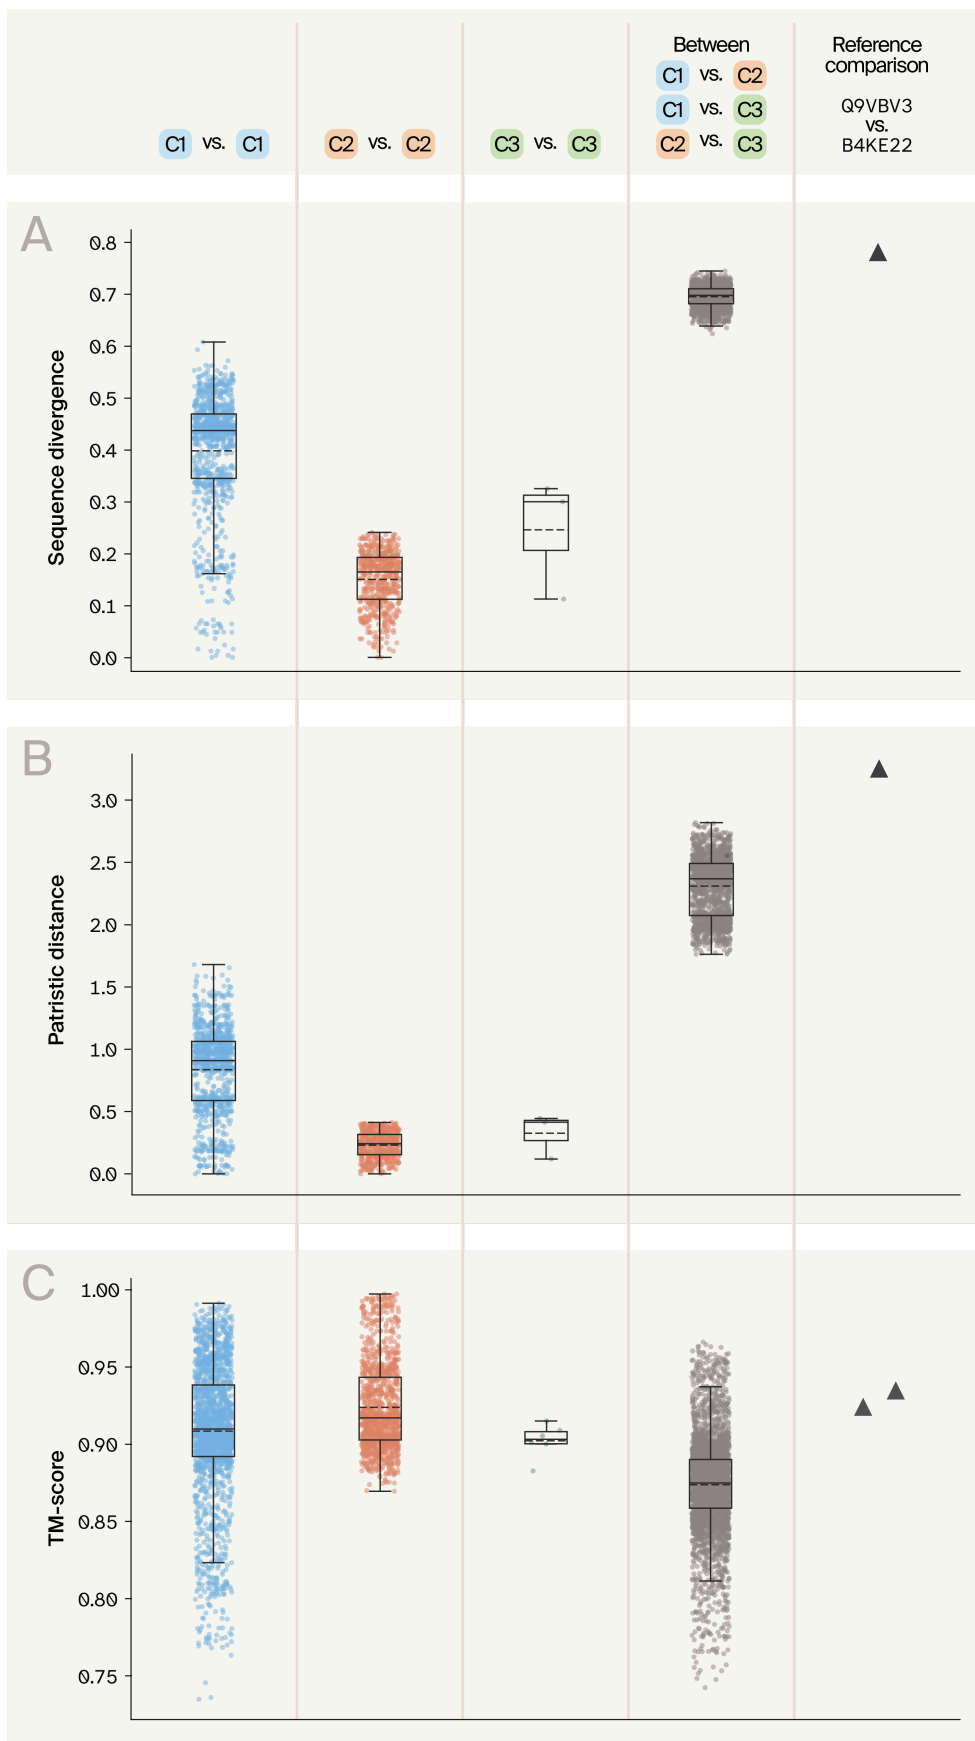 Between
Reference
comparison
C1 vs. C2
C1 vs. C3
Q9VBV3
vs.
B4KE22
C1 vs. C1
C2 vs. C2
C3 vs. C3
C2 vs. C3
A
Sequence divergence
0.8
0.7
0.6
0.5
0.4
0.3
0.2
0.1
0.0
B
Patristic distance
3.0
2.5
2.0
1.5
1.0
0.5
0.0
C
TM-score
1.00
0.95
0.90
0.85
0.80
0.75